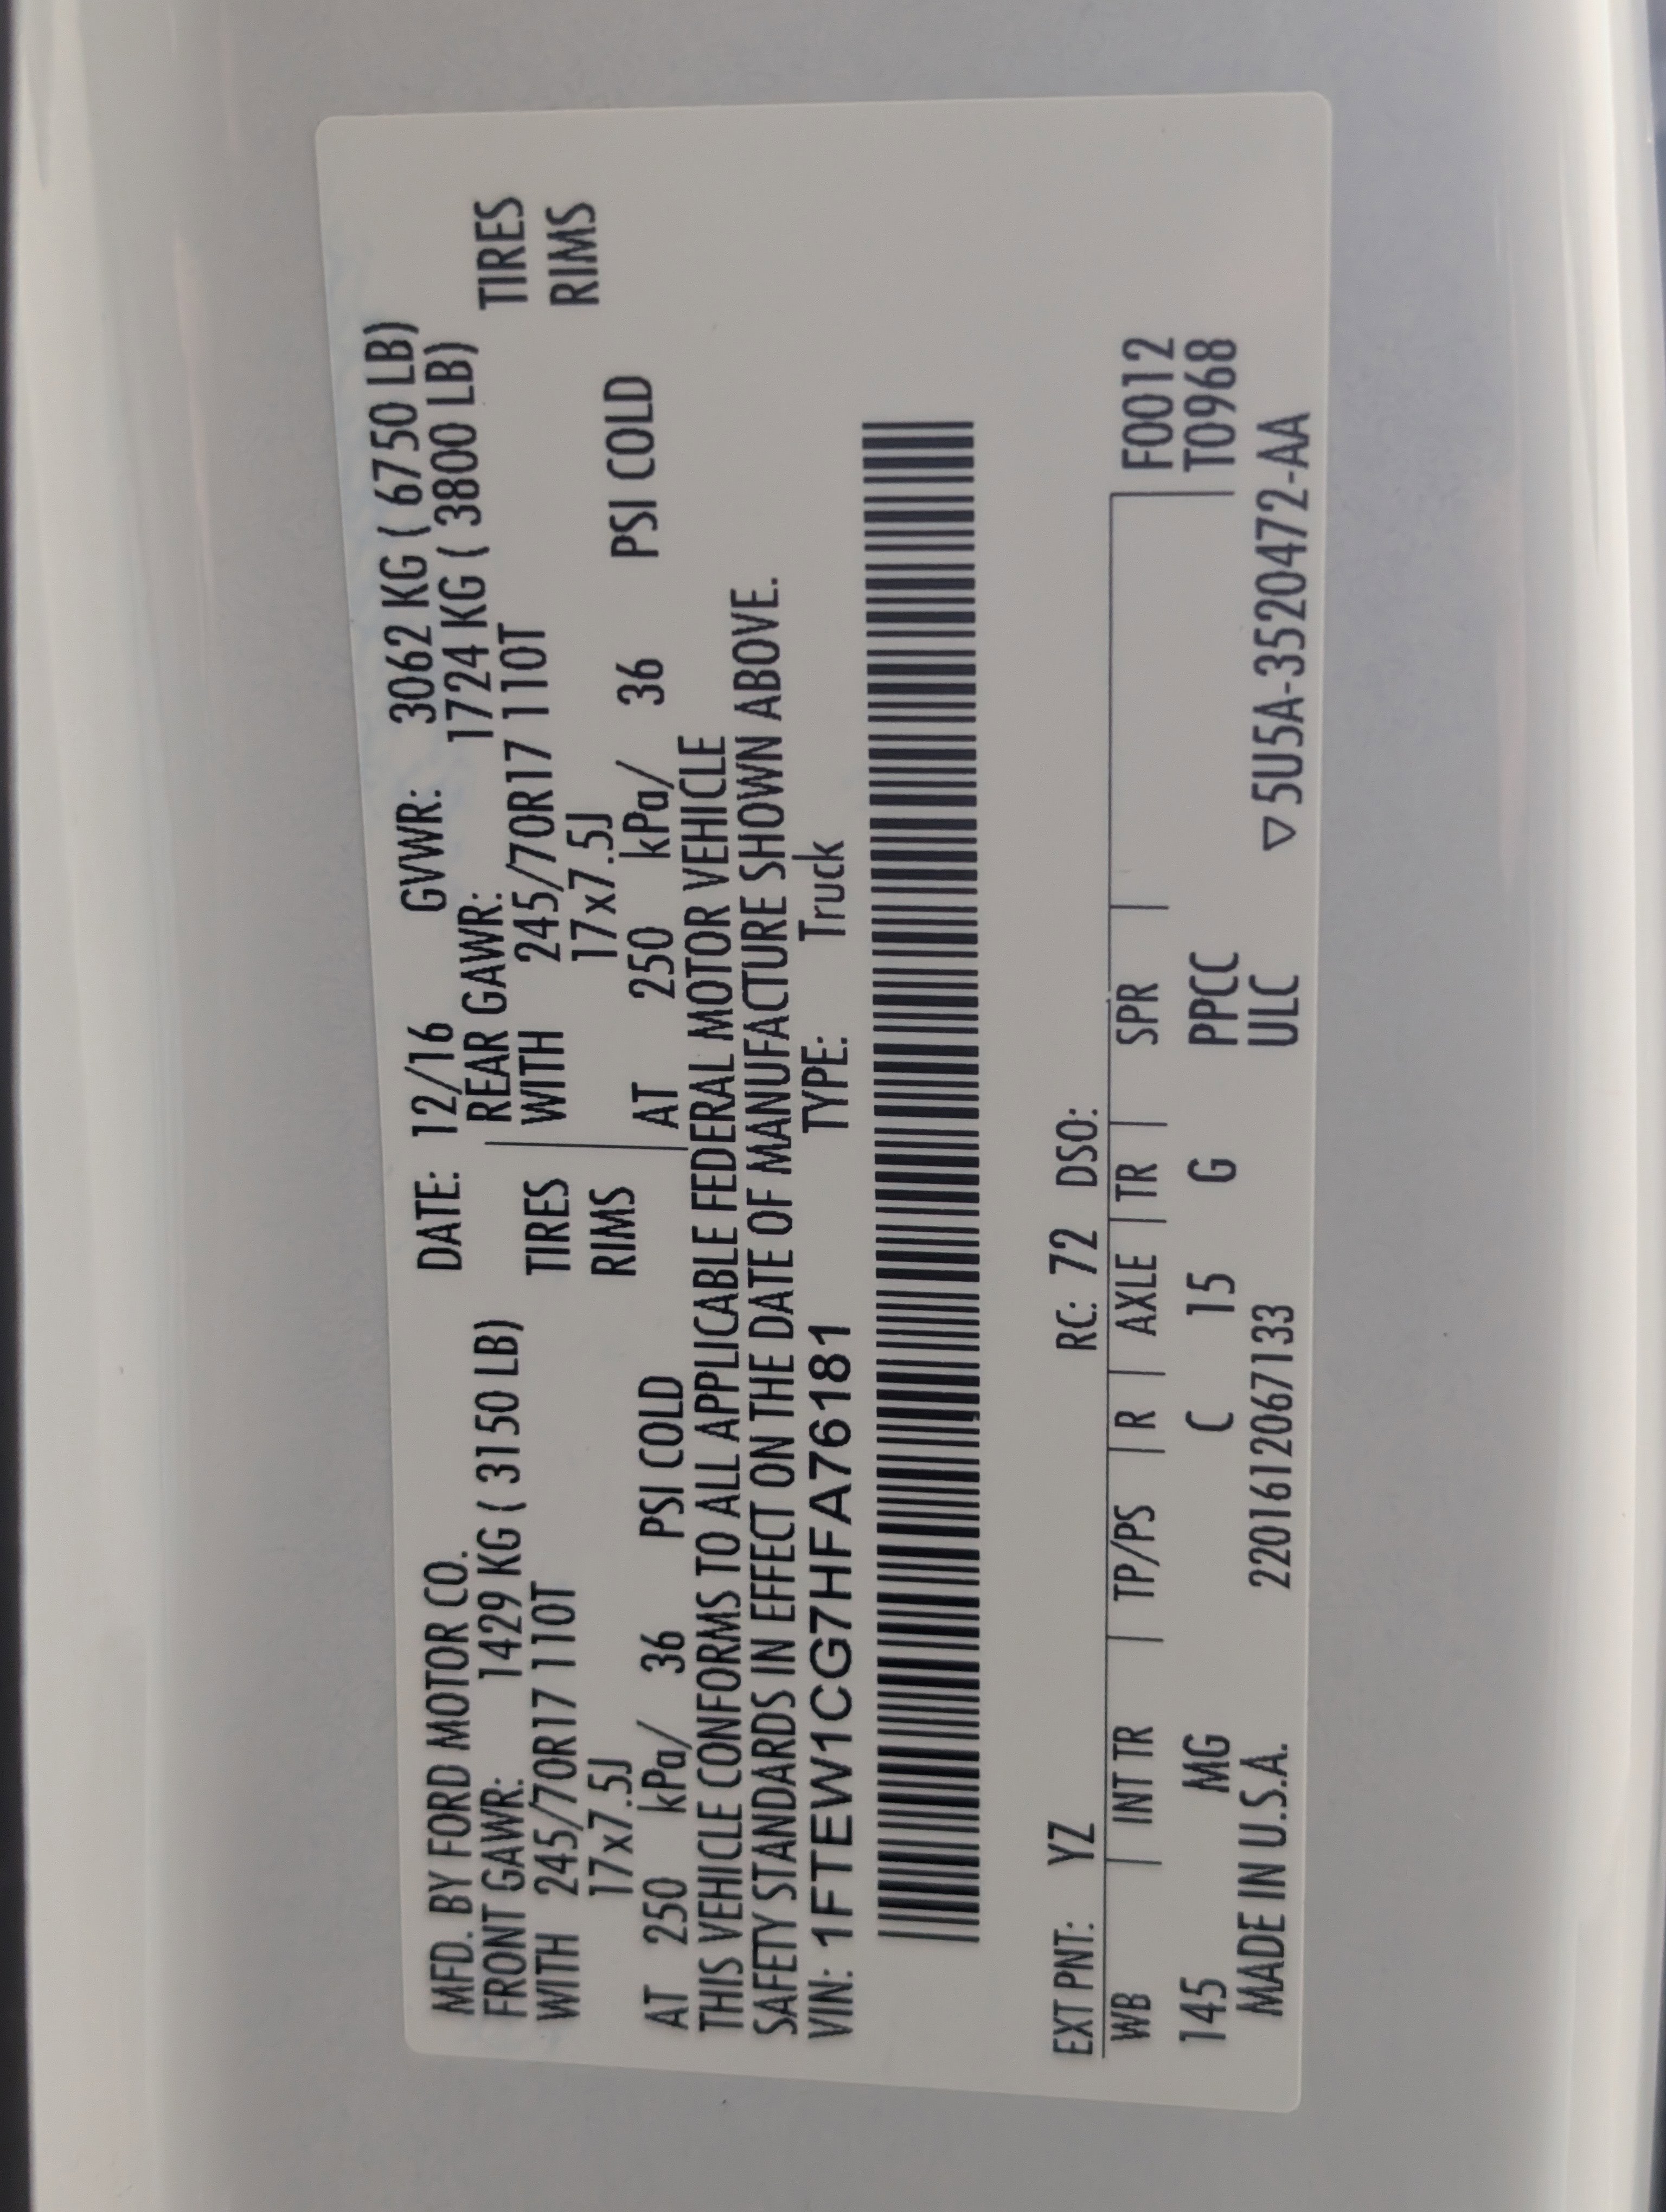 MFD. BY FORD MOTOR CO. DATE: 12/16 GVWR: 3062 KG ( 6750 LB)
FRONT GAWR: 1429 KG ( 3150 LB) REAR GAWR: 1724 KG ( 3800 LB)
WITH 245/70R17 110T TIRES WITH 245/70R17 110T TIRES
17x7.5J RIMS 17x7.5J RIMS
AT 250 kPa/ 36 PSI COLD AT 250 kPa/ 36 PSI COLD
THIS VEHICLE CONFORMS TO ALL APPLICABLE FEDERAL MOTOR VEHICLE
SAFETY STANDARDS IN EFFECT ON THE DATE OF MANUFACTURE SHOWN ABOVE.
VIN: 1FTEW1CG7HFA76181 TYPE: Truck
EXT PNT: YZ RC: 72 DSO:
WB | INT TR | TP/PS | R | AXLE | TR | SPR | F0012
145 MG C 15 G PPCC T0968
MADE IN U.S.A. 2201612067133 ULC ▽5U5A-3520472-AA